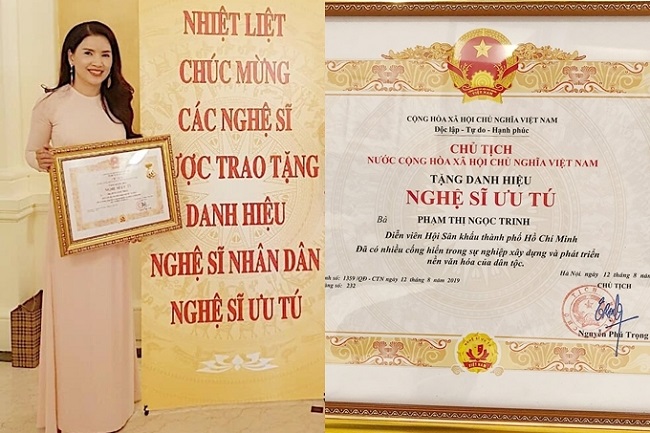 NHIỆT LIỆT
CHÚC MỪNG
CÁC NGHỆ SĨ
ƯỢC TRAO TẶNG
DANH HIỆU
NGHỆ SĨ NHÂN DÂN
NGHỆ SĨ ƯU TÚ
CỘNG HÒA XÃ HỘI CHỦ NGHĨA VIỆT NAM
Độc lập - Tự do - Hạnh phúc
CHỦ TỊCH
NƯỚC CỘNG HÒA XÃ HỘI CHỦ NGHĨA VIỆT NAM
TẶNG DANH HIỆU
NGHỆ SĨ ƯU TÚ
Bà PHẠM THỊ NGỌC TRINH
Diễn viên Hội Sân khấu thành phố Hồ Chí Minh
Đã có nhiều cống hiến trong sự nghiệp xây dựng và phát triển
nền văn hóa của dân tộc.
Hà Nội, ngày 12 tháng 8
định số: 1359 /QĐ - CTN ngày 12 tháng 8 năm 2019
số: 232
CHỦ TỊCH
Nguyễn Phú Trọng
VIỆT NAM